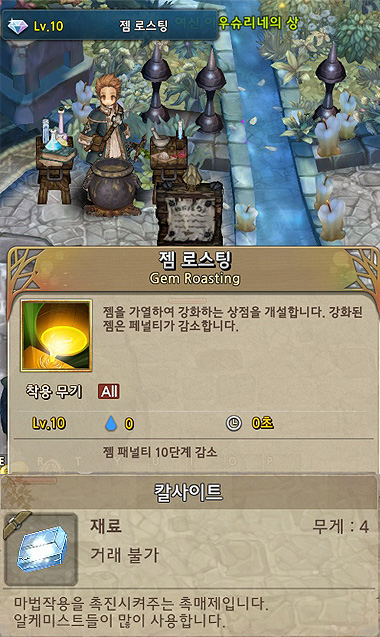 Lv.10 젬 로스팅 우슈리네의 상
젬 로스팅
Gem Roasting
젬을 가열하여 강화하는 상점을 개설합니다. 강화된
젬은 페널티가 감소합니다.
착용 무기 All
Lv.10 0 0초
젬 패널티 10단계 감소
칼사이트
재료 무게 : 4
거래 불가
마법작용을 촉진시켜주는 촉매제입니다.
알케미스트들이 많이 사용합니다.